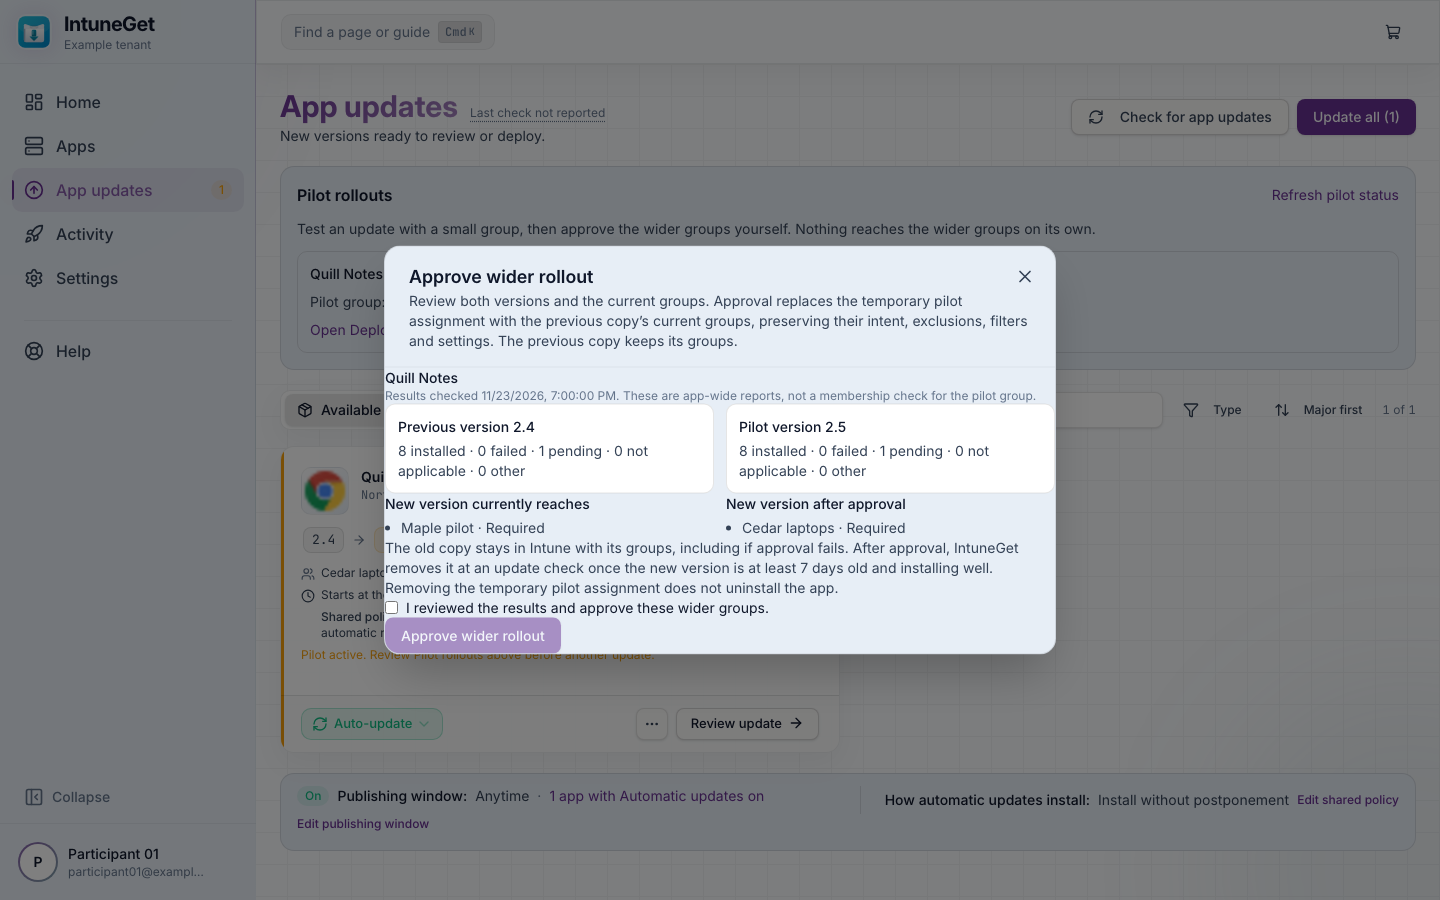 IntuneGet
Example tenant
Find a page or guide Cmd K
Home
Apps
App updates 1
Activity
Settings
Help
Collapse
P
Participant 01
participant01@exampl...
App updates Last check not reported
New versions ready to review or deploy.
Check for app updates
Update all (1)
Pilot rollouts
Refresh pilot status
Test an update with a small group, then approve the wider groups yourself. Nothing reaches the wider groups on its own.
Quill Notes
Pilot group:
Open Deplo
Approve wider rollout
Review both versions and the current groups. Approval replaces the temporary pilot
assignment with the previous copy's current groups, preserving their intent, exclusions, filters
and settings. The previous copy keeps its groups.
Quill Notes
Results checked 11/23/2026, 7:00:00 PM. These are app-wide reports, not a membership check for the pilot group.
Previous version 2.4
8 installed · 0 failed · 1 pending · 0 not
applicable · 0 other
Pilot version 2.5
8 installed · 0 failed · 1 pending · 0 not
applicable · 0 other
New version currently reaches
• Maple pilot · Required
New version after approval
• Cedar laptops · Required
The old copy stays in Intune with its groups, including if approval fails. After approval, IntuneGet
removes it at an update check once the new version is at least 7 days old and installing well.
Removing the temporary pilot assignment does not uninstall the app.
I reviewed the results and approve these wider groups.
Approve wider rollout
Available
Type
Major first
1 of 1
Qui
Nor
2.4 →
Cedar lapto
Starts at the
Shared poli
automatic r
Pilot active. Review Pilot rollouts above before another update.
Auto-update
...
Review update →
On Publishing window: Anytime · 1 app with Automatic updates on
Edit publishing window
How automatic updates install: Install without postponement Edit shared policy